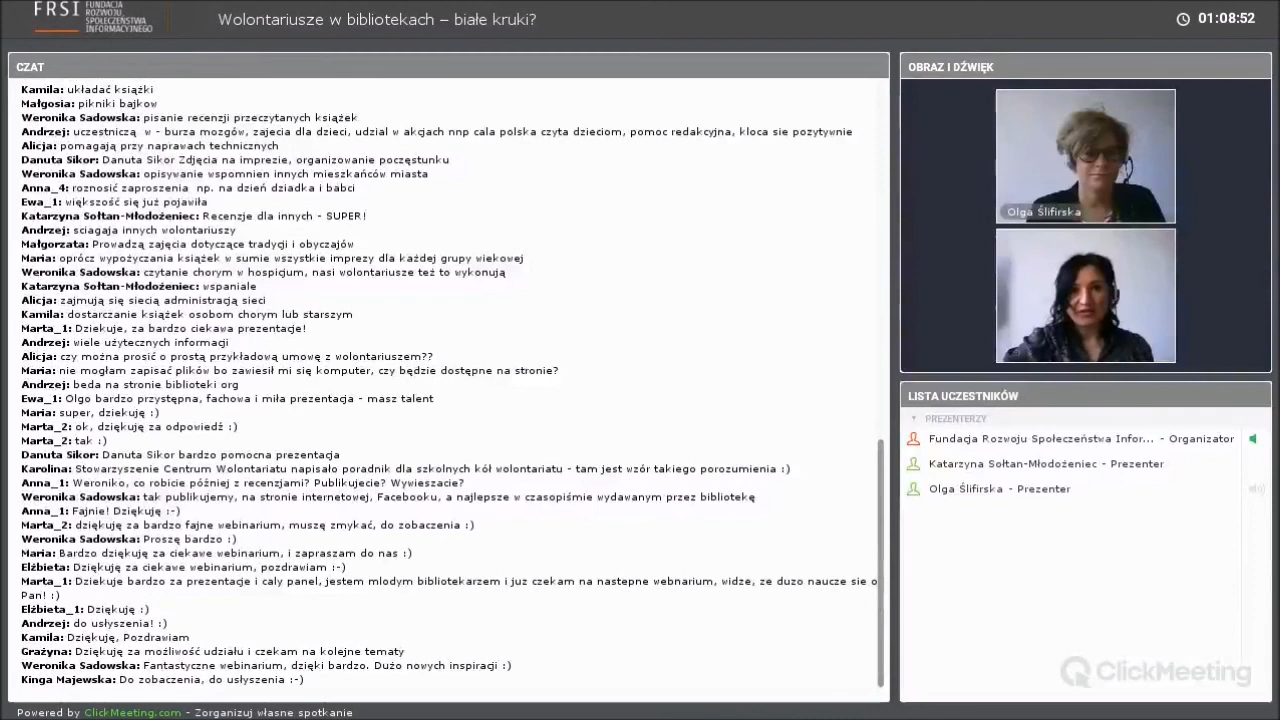 FRSI
FUNDACJA
ROZWOJU
SPOŁECZEŃSTWA
INFORMACYJNEGO
Wolontariusze w bibliotekach – białe kruki?
01:08:52
CZAT
Kamila: układać książki
Małgosia: pikniki bajkow
Weronika Sadowska: pisanie recenzji przeczytanych książek
Andrzej: uczestniczą w - burza mozgów, zajecia dla dzieci, udzial w akcjach nnp cala polska czyta dzieciom, pomoc redakcyjna, kloca sie pozytywnie
Alicja: pomagają przy naprawach technicznych
Danuta Sikor: Danuta Sikor Zdjęcia na imprezie, organizowanie poczęstunku
Weronika Sadowska: opisywanie wspomnien innych mieszkańców miasta
Anna_4: roznosić zaproszenia np. na dzień dziadka i babci
Ewa_1: większość się już pojawiła
Katarzyna Sołtan-Młodożeniec: Recenzje dla innych - SUPER!
Andrzej: sciagaja innych wolontariuszy
Małgorzata: Prowadzą zajęcia dotyczące tradycji i obyczajów
Maria: oprócz wypożyczania książek w sumie wszystkie imprezy dla każdej grupy wiekowej
Weronika Sadowska: czytanie chorym w hospicjum, nasi wolontariusze też to wykonują
Katarzyna Sołtan-Młodożeniec: wspaniale
Alicja: zajmują się siecią administracją sieci
Kamila: dostarczanie książek osobom chorym lub starszym
Marta_1: Dziekuje, za bardzo ciekawa prezentacje!
Andrzej: wiele użytecznych informacji
Alicja: czy można prosić o prostą przykładową umowę z wolontariuszem??
Maria: nie mogłam zapisać plików bo zawiesił mi się komputer, czy będzie dostępne na stronie?
Andrzej: beda na stronie biblioteki org
Ewa_1: Olgo bardzo przystępna, fachowa i miła prezentacja - masz talent
Maria: super, dziekuję :)
Marta_2: ok, dziękuję za odpowiedź :)
Marta_2: tak :)
Danuta Sikor: Danuta Sikor bardzo pomocna prezentacja
Karolina: Stowarzyszenie Centrum Wolontariatu napisało poradnik dla szkolnych kół wolontariatu - tam jest wzór takiego porozumienia :)
Anna_1: Weroniko, co robicie później z recenzjami? Publikujecie? Wywieszacie?
Weronika Sadowska: tak publikujemy, na stronie internetowej, Facebooku, a najlepsze w czasopiśmie wydawanym przez bibliotekę
Anna_1: Fajnie! Dziękuję :-)
Marta_2: dziękuję za bardzo fajne webinarium, muszę zmykać, do zobaczenia :)
Weronika Sadowska: Proszę bardzo :)
Maria: Bardzo dziękuję za ciekawe webinarium, i zapraszam do nas :)
Elżbieta: Dziękuję za ciekawe webinarium, pozdrawiam :-)
Marta_1: Dziekuje bardzo za prezentacje i caly panel, jestem mlodym bibliotekarzem i juz czekam na nastepne webnarium, widze, ze duzo naucze sie o
Pan! :)
Elżbieta_1: Dziękuję :)
Andrzej: do usłyszenia! :)
Kamila: Dziękuję, Pozdrawiam
Grażyna: Dziękuję za możliwość udziału i czekam na kolejne tematy
Weronika Sadowska: Fantastyczne webinarium, dzięki bardzo. Dużo nowych inspiracji :)
Kinga Majewska: Do zobaczenia, do usłyszenia :-)
OBRAZ I DŹWIĘK
Olga Ślifirska
LISTA UCZESTNIKÓW
PREZENTERZY
Fundacja Rozwoju Społeczeństwa Infor... - Organizator
Katarzyna Sołtan-Młodożeniec - Prezenter
Olga Ślifirska - Prezenter
ClickMeeting
Powered by ClickMeeting.com - Zorganizuj własne spotkanie